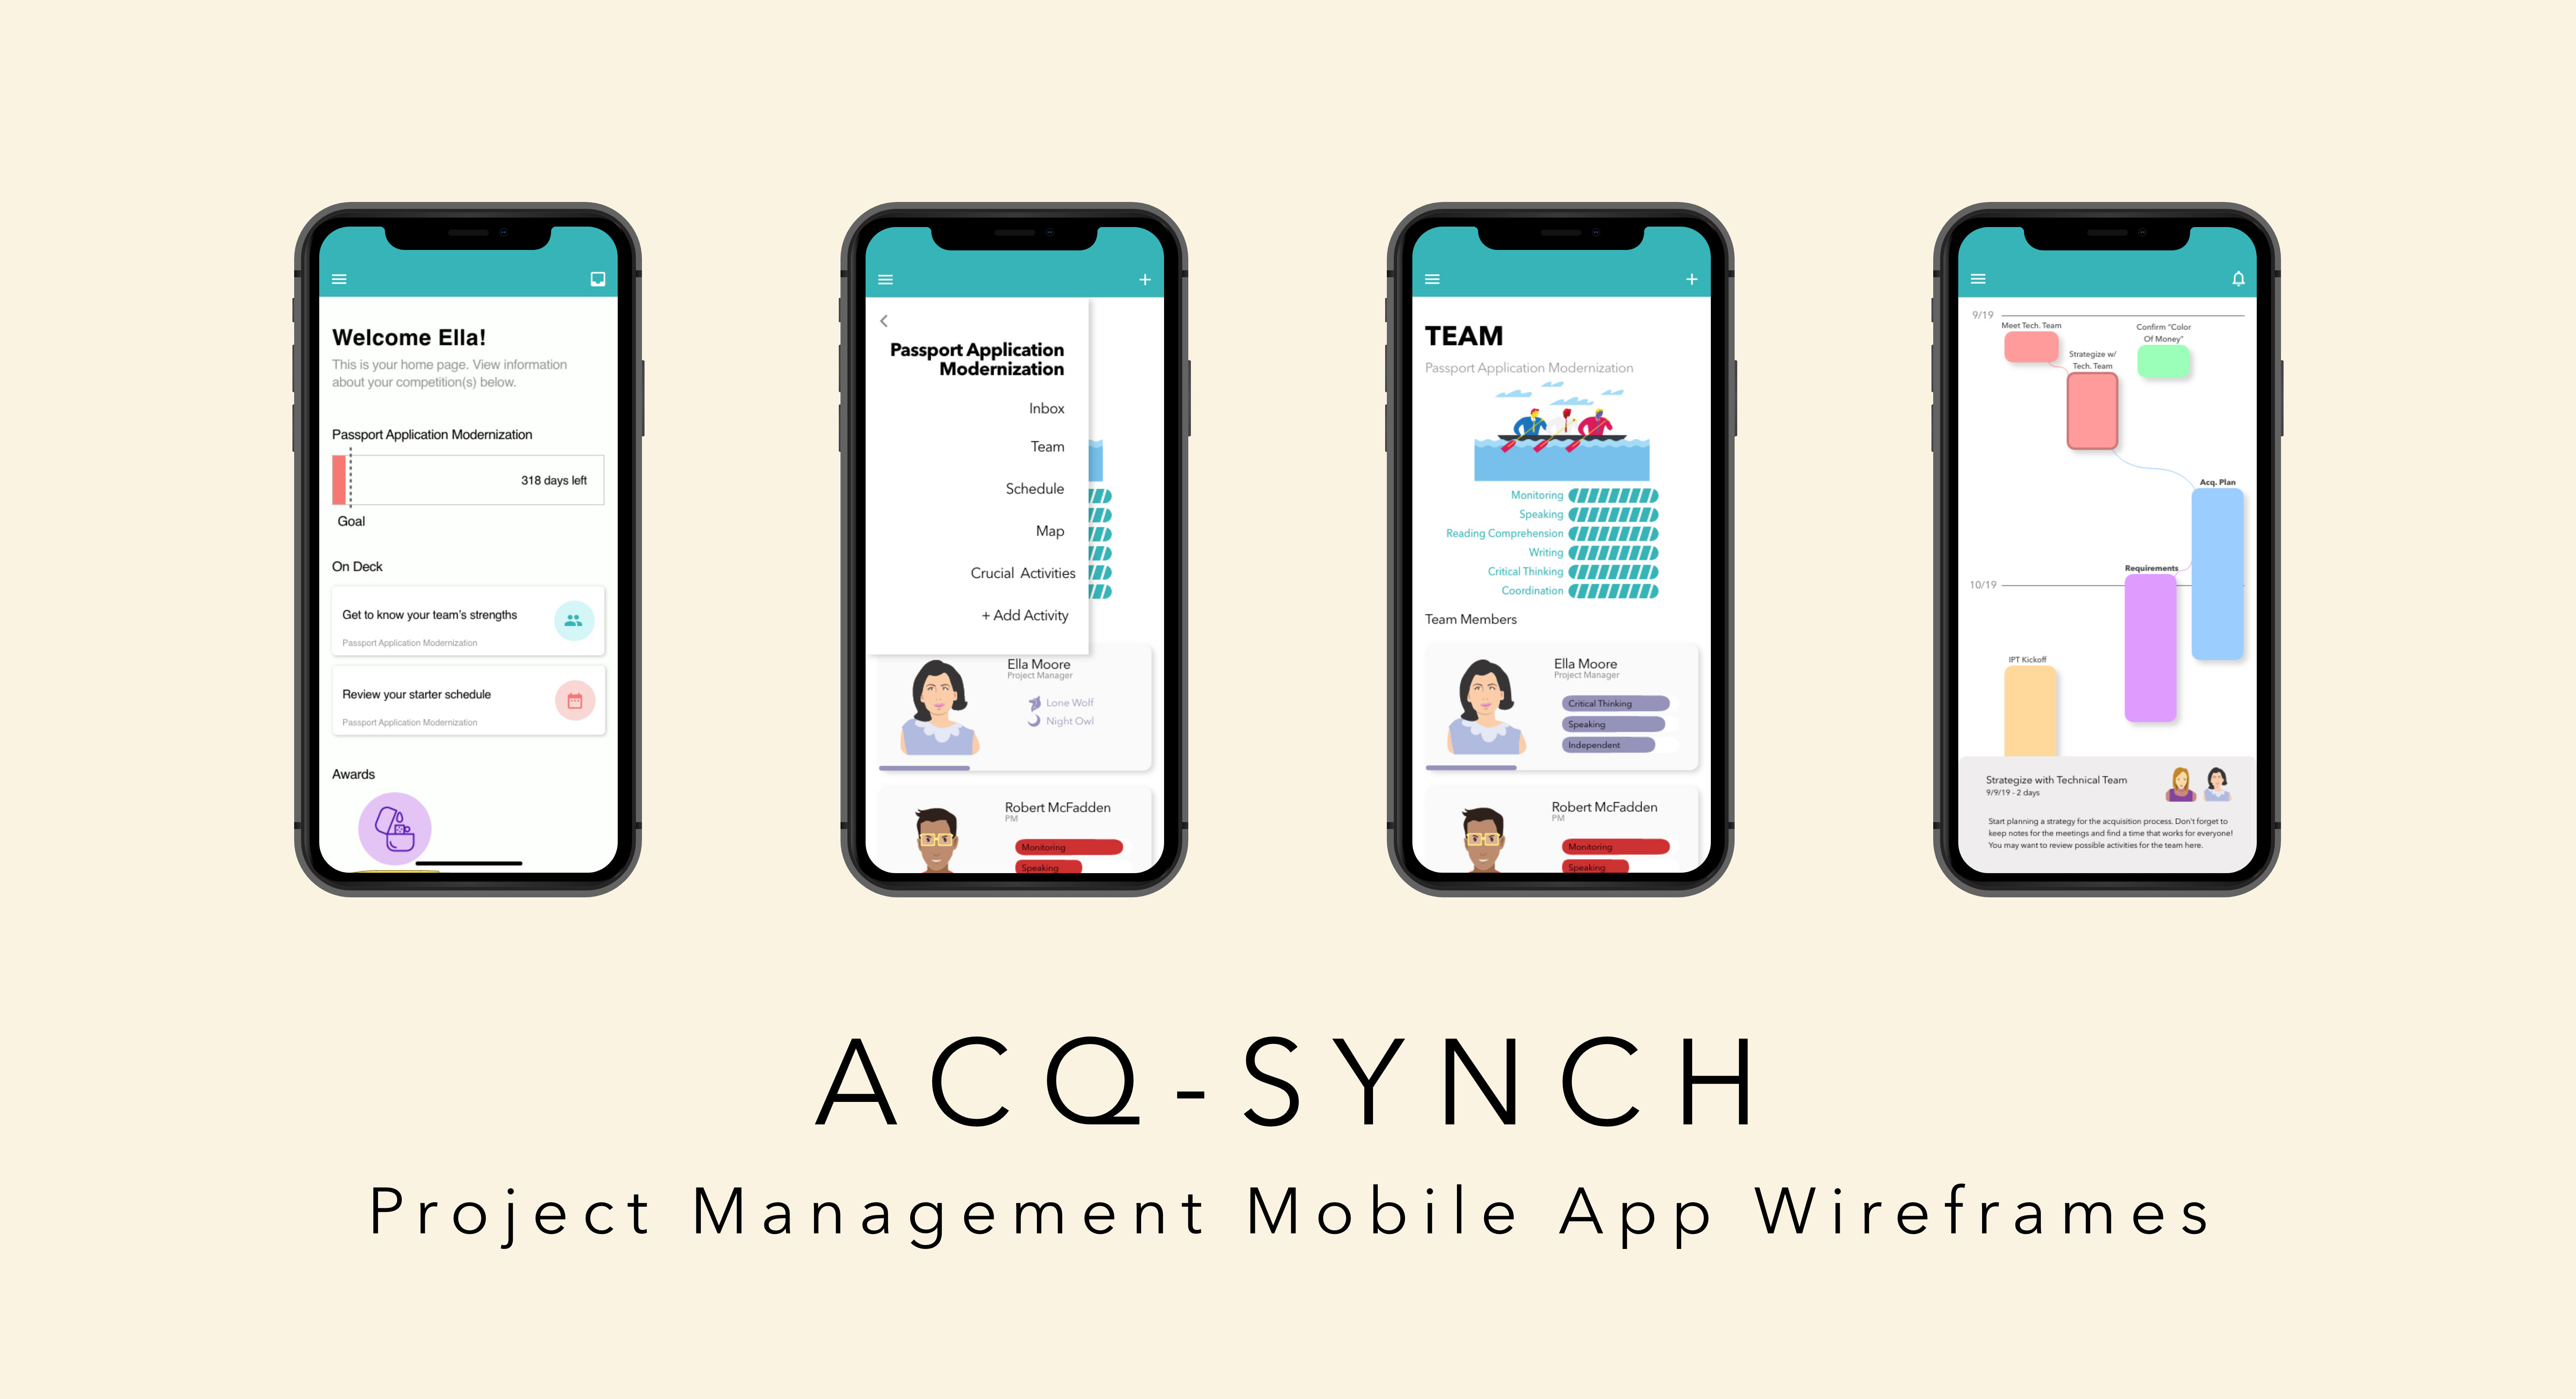 Welcome Ella!
This is your home page. View information
about your competition(s) below.
Passport Application Modernization
318 days left
Goal
On Deck
Get to know your team's strengths
Passport Application Modernization
Review your starter schedule
Passport Application Modernization
Awards
Passport Application
Modernization
Inbox
Team
Schedule
Map
Crucial Activities
+ Add Activity
Ella Moore
Project Manager
Lone Wolf
Night Owl
Robert McFadden
PM
Monitoring
Speaking
TEAM
Passport Application Modernization
Monitoring
Speaking
Reading Comprehension
Writing
Critical Thinking
Coordination
Team Members
Ella Moore
Project Manager
Critical Thinking
Speaking
Independent
Robert McFadden
PM
Monitoring
Speaking
9/19
Meet Tech. Team
Confirm "Color
Of Money"
Strategize w/
Tech. Team
Acq. Plan
Requirements
10/19
IPT Kickoff
Strategize with Technical Team
9/9/19 - 2 days
Start planning a strategy for the acquisition process. Don't forget to
keep notes for the meetings and find a time that works for everyone!
You may want to review possible activities for the team here.
ACQ-SYNCH
Project Management Mobile App Wireframes